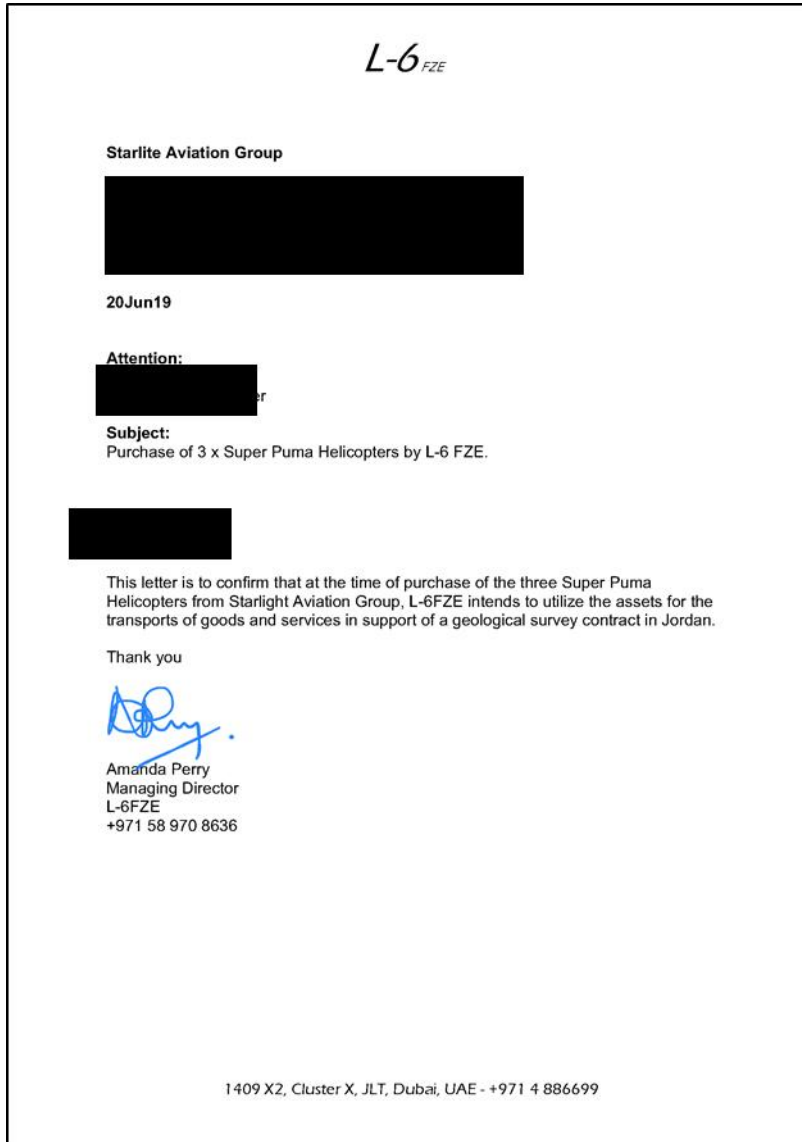 L-6 FZE
Starlite Aviation Group
20Jun19
Attention:
er
Subject:
Purchase of 3 x Super Puma Helicopters by L-6 FZE.
This letter is to confirm that at the time of purchase of the three Super Puma
Helicopters from Starlight Aviation Group, L-6FZE intends to utilize the assets for the
transports of goods and services in support of a geological survey contract in Jordan.
Thank you
Amanda Perry
Managing Director
L-6FZE
+971 58 970 8636
1409 X2, Cluster X, JLT, Dubai, UAE - +971 4 886699